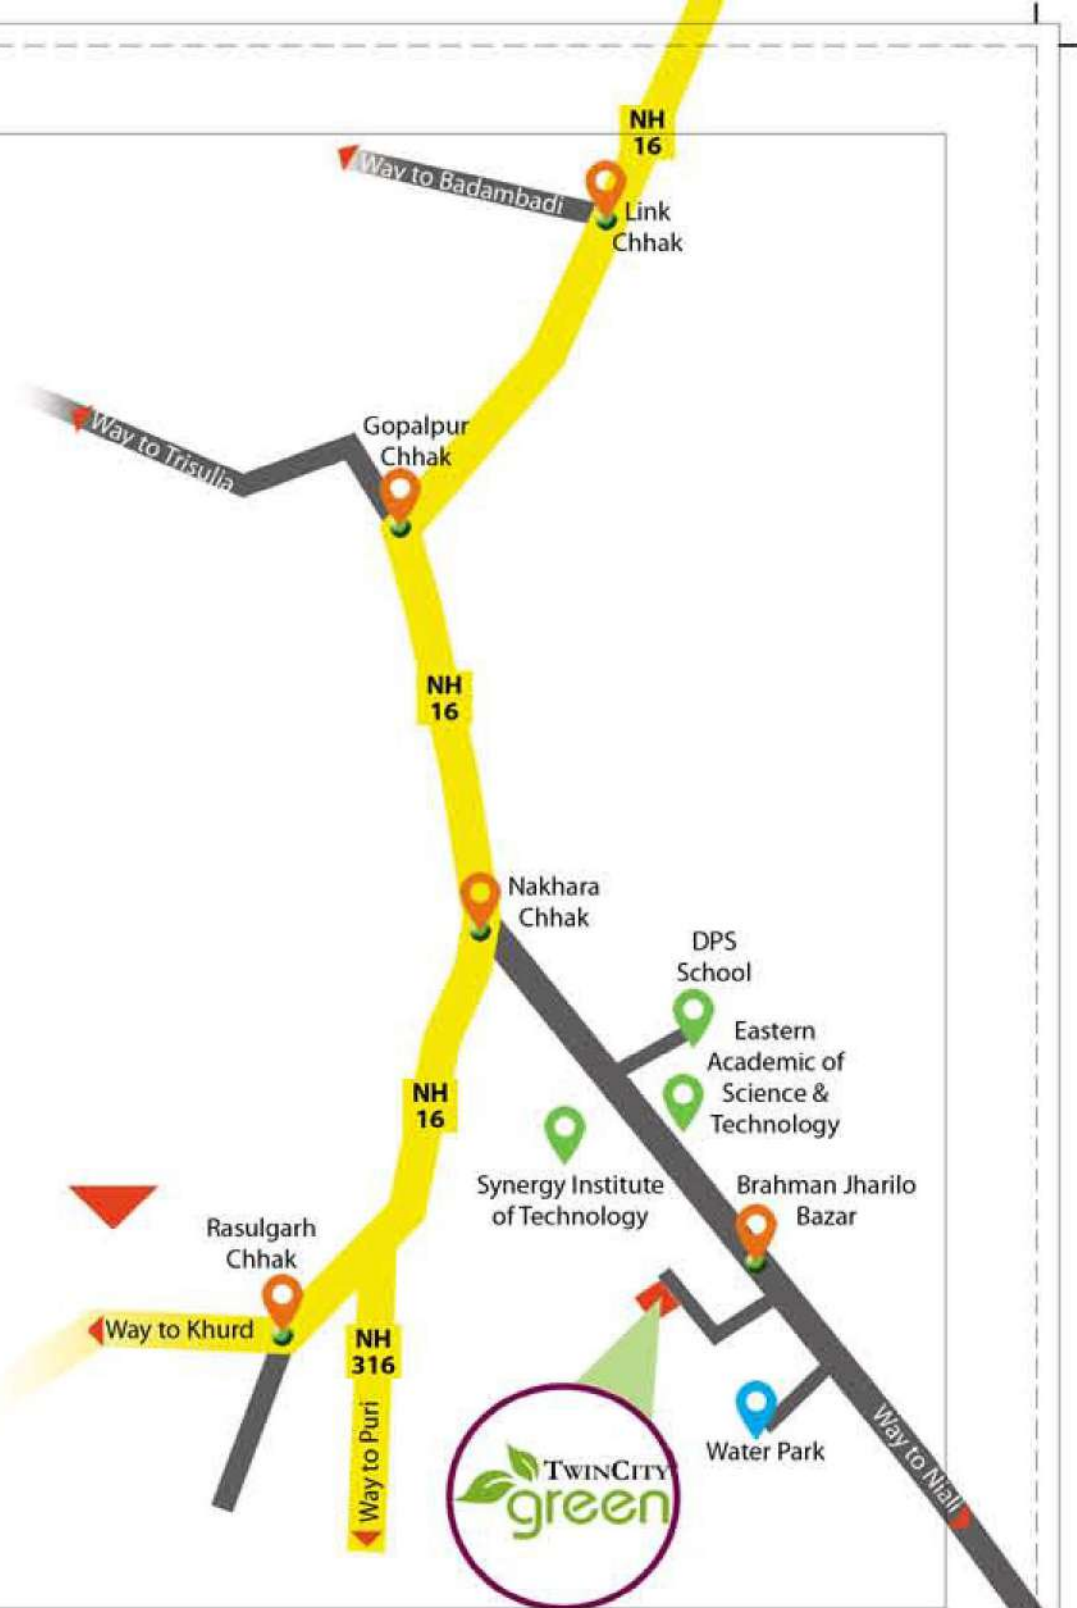 NH
16
Way to Badambadi
Link
Chhak
Gopalpur
Chhak
Way to Trisulia
NH
16
Nakhara
Chhak
DPS
School
Eastern
Academic of
Science &
Technology
NH
16
Synergy Institute
of Technology
Brahman Jharilo
Bazar
Rasulgarh
Chhak
Way to Khurd
NH
316
Way to Puri
Water Park
Way to Niali
TWINCITY
green